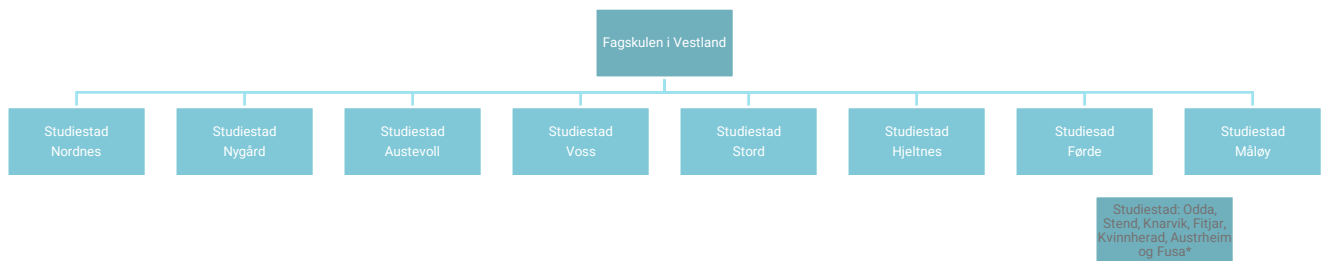 Fagskulen i Vestland
Studiestad
Nordnes
Studiestad
Nygård
Studiestad
Austevoll
Studiestad
Voss
Studiestad
Stord
Studiestad
Hjeltnes
Studiesad
Førde
Studiestad
Måløy
Studiestad: Odda,
Stend, Knarvik, Fitjar,
Kvinnherad, Austrheim
og Fusa*